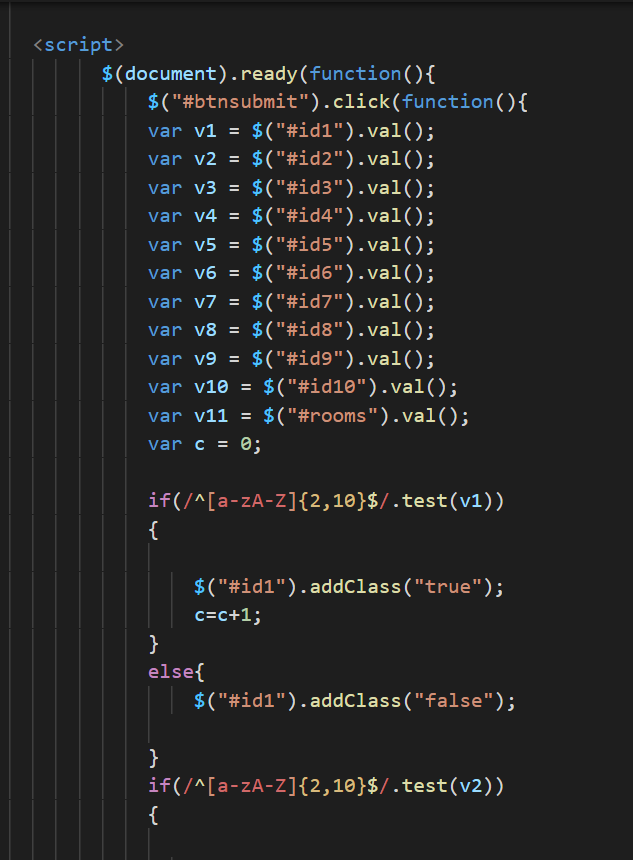 <script>
$(document).ready(function(){
$("#btnsubmit").click(function(){
var v1 = $("#id1").val();
var v2 = $("#id2").val();
var v3 = $("#id3").val();
var v4 = $("#id4").val();
var v5 = $("#id5").val();
var v6 = $("#id6").val();
var v7 = $("#id7").val();
var v8 = $("#id8").val();
var v9 = $("#id9").val();
var v10 = $("#id10").val();
var v11 = $("#rooms").val();
var c = 0;
if(/^[a-zA-Z]{2,10}$/.test(v1))
{
$("#id1").addClass("true");
c=c+1;
}
else{
$("#id1").addClass("false");
}
if(/^[a-zA-Z]{2,10}$/.test(v2))
{